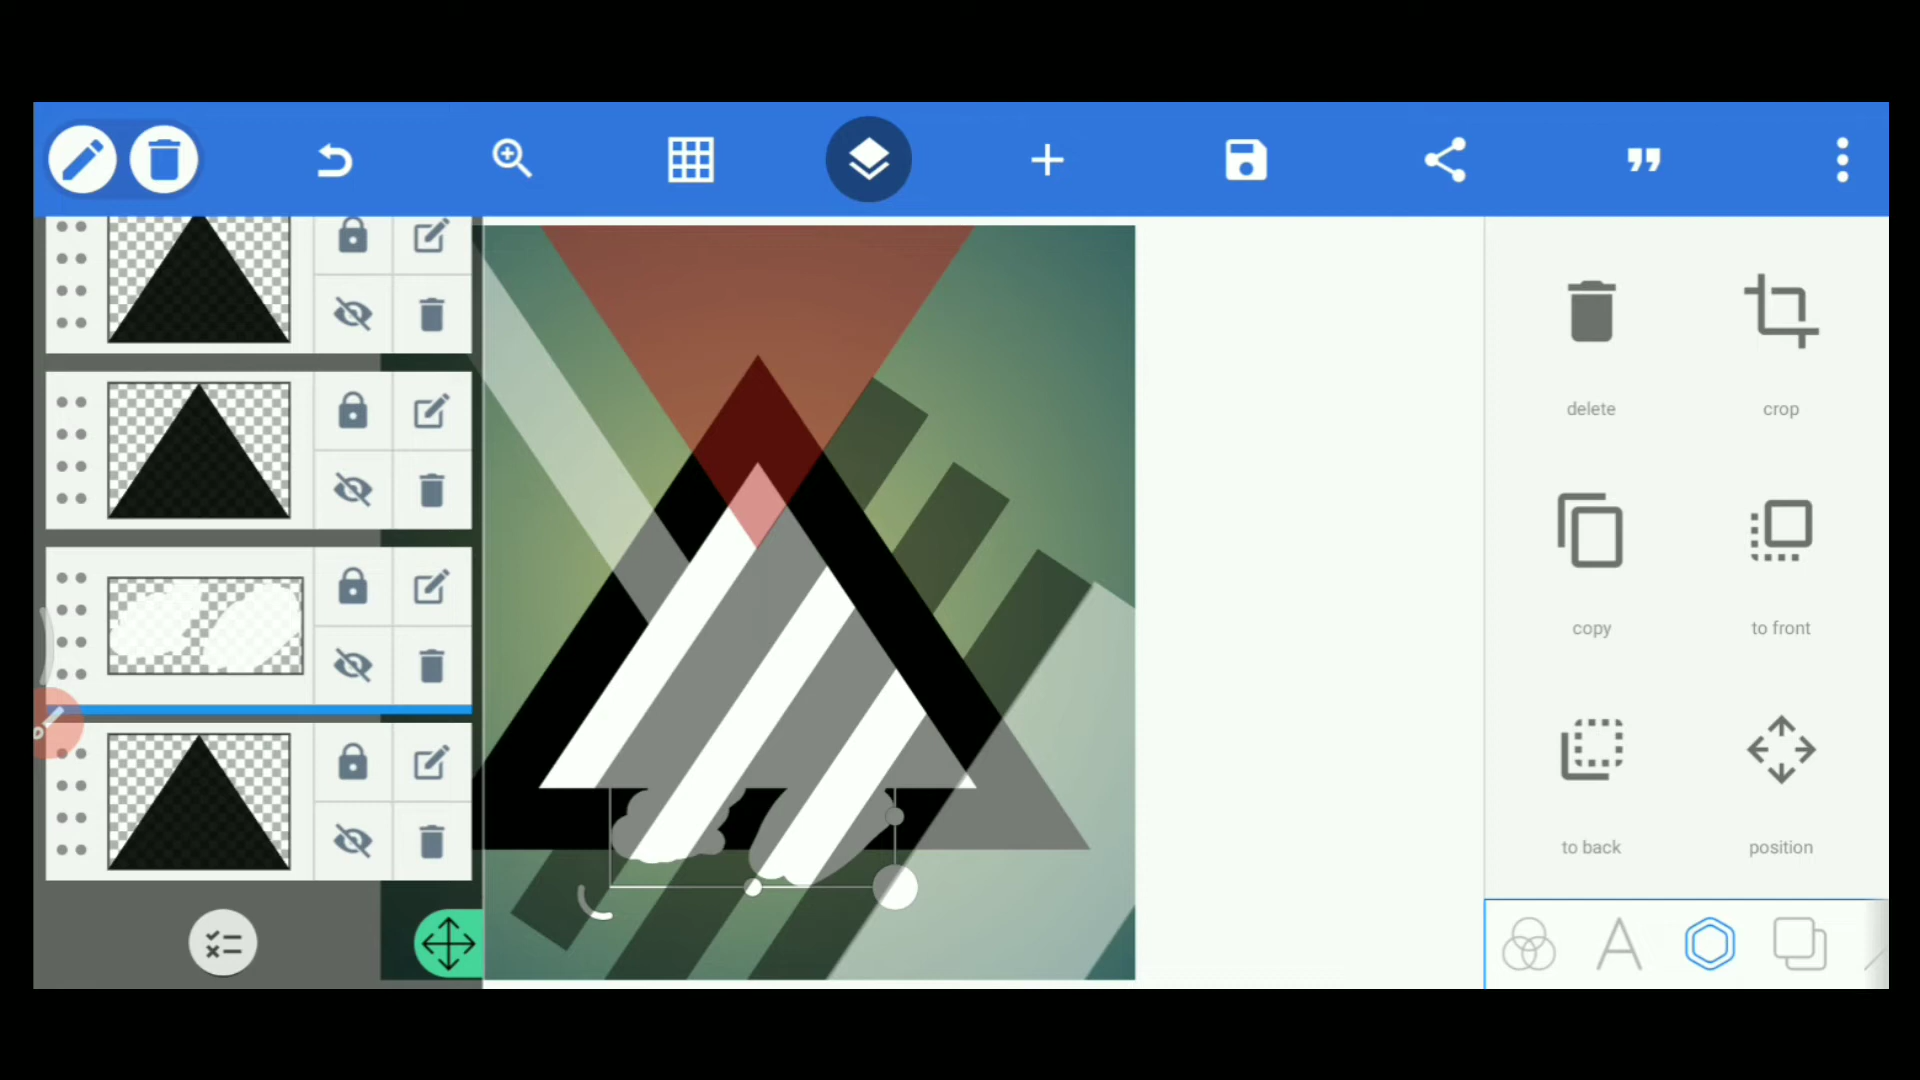 delete
crop
copy
to front
to back
position